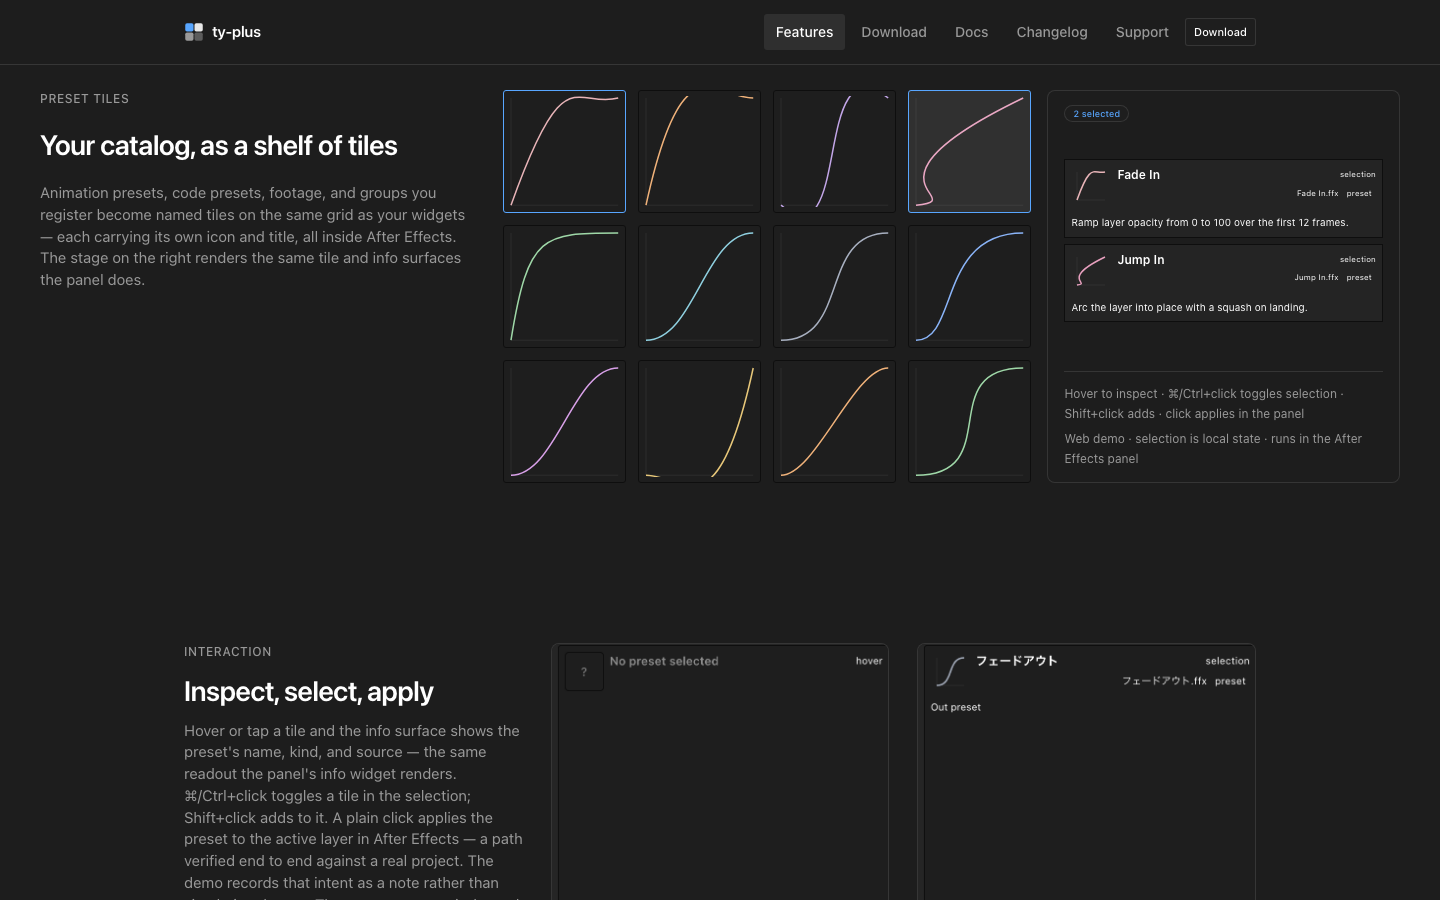 ty-plus
Features
Download
Docs
Changelog
Support
Download
PRESET TILES
Your catalog, as a shelf of tiles
Animation presets, code presets, footage, and groups you
register become named tiles on the same grid as your widgets
— each carrying its own icon and title, all inside After Effects.
The stage on the right renders the same tile and info surfaces
the panel does.
2 selected
Fade In
selection
Fade In.ffx preset
Ramp layer opacity from 0 to 100 over the first 12 frames.
Jump In
selection
Jump In.ffx preset
Arc the layer into place with a squash on landing.
Hover to inspect · ⌘/Ctrl+click toggles selection ·
Shift+click adds · click applies in the panel
Web demo · selection is local state · runs in the After
Effects panel
INTERACTION
Inspect, select, apply
Hover or tap a tile and the info surface shows the
preset's name, kind, and source — the same
readout the panel's info widget renders.
⌘/Ctrl+click toggles a tile in the selection;
Shift+click adds to it. A plain click applies the
preset to the active layer in After Effects — a path
verified end to end against a real project. The
demo records that intent as a note rather than
?
No preset selected
hover
フェードアウト
selection
フェードアウト.ffx preset
Out preset